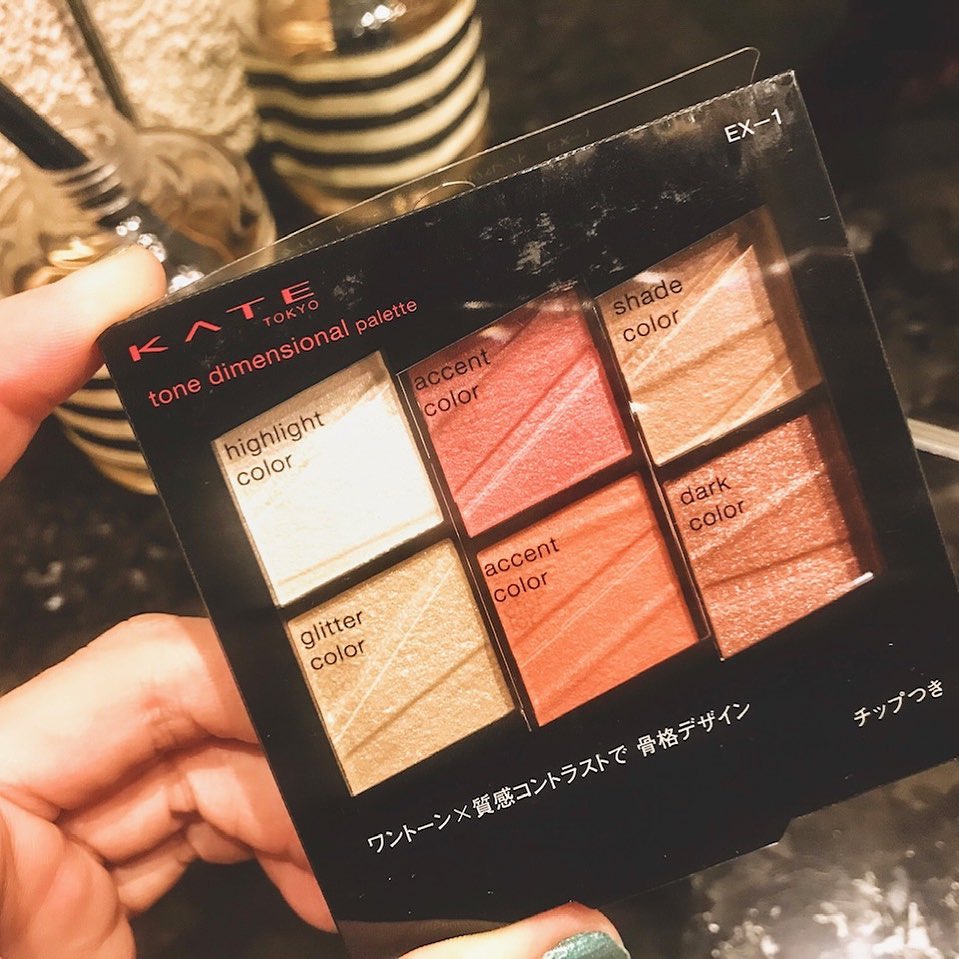 EX-1
KATE
TOKYO
tone dimensional palette
highlight
color
accent
color
shade
color
glitter
color
accent
color
dark
color
ワントーン×質感コントラストで 骨格デザイン
チップつき